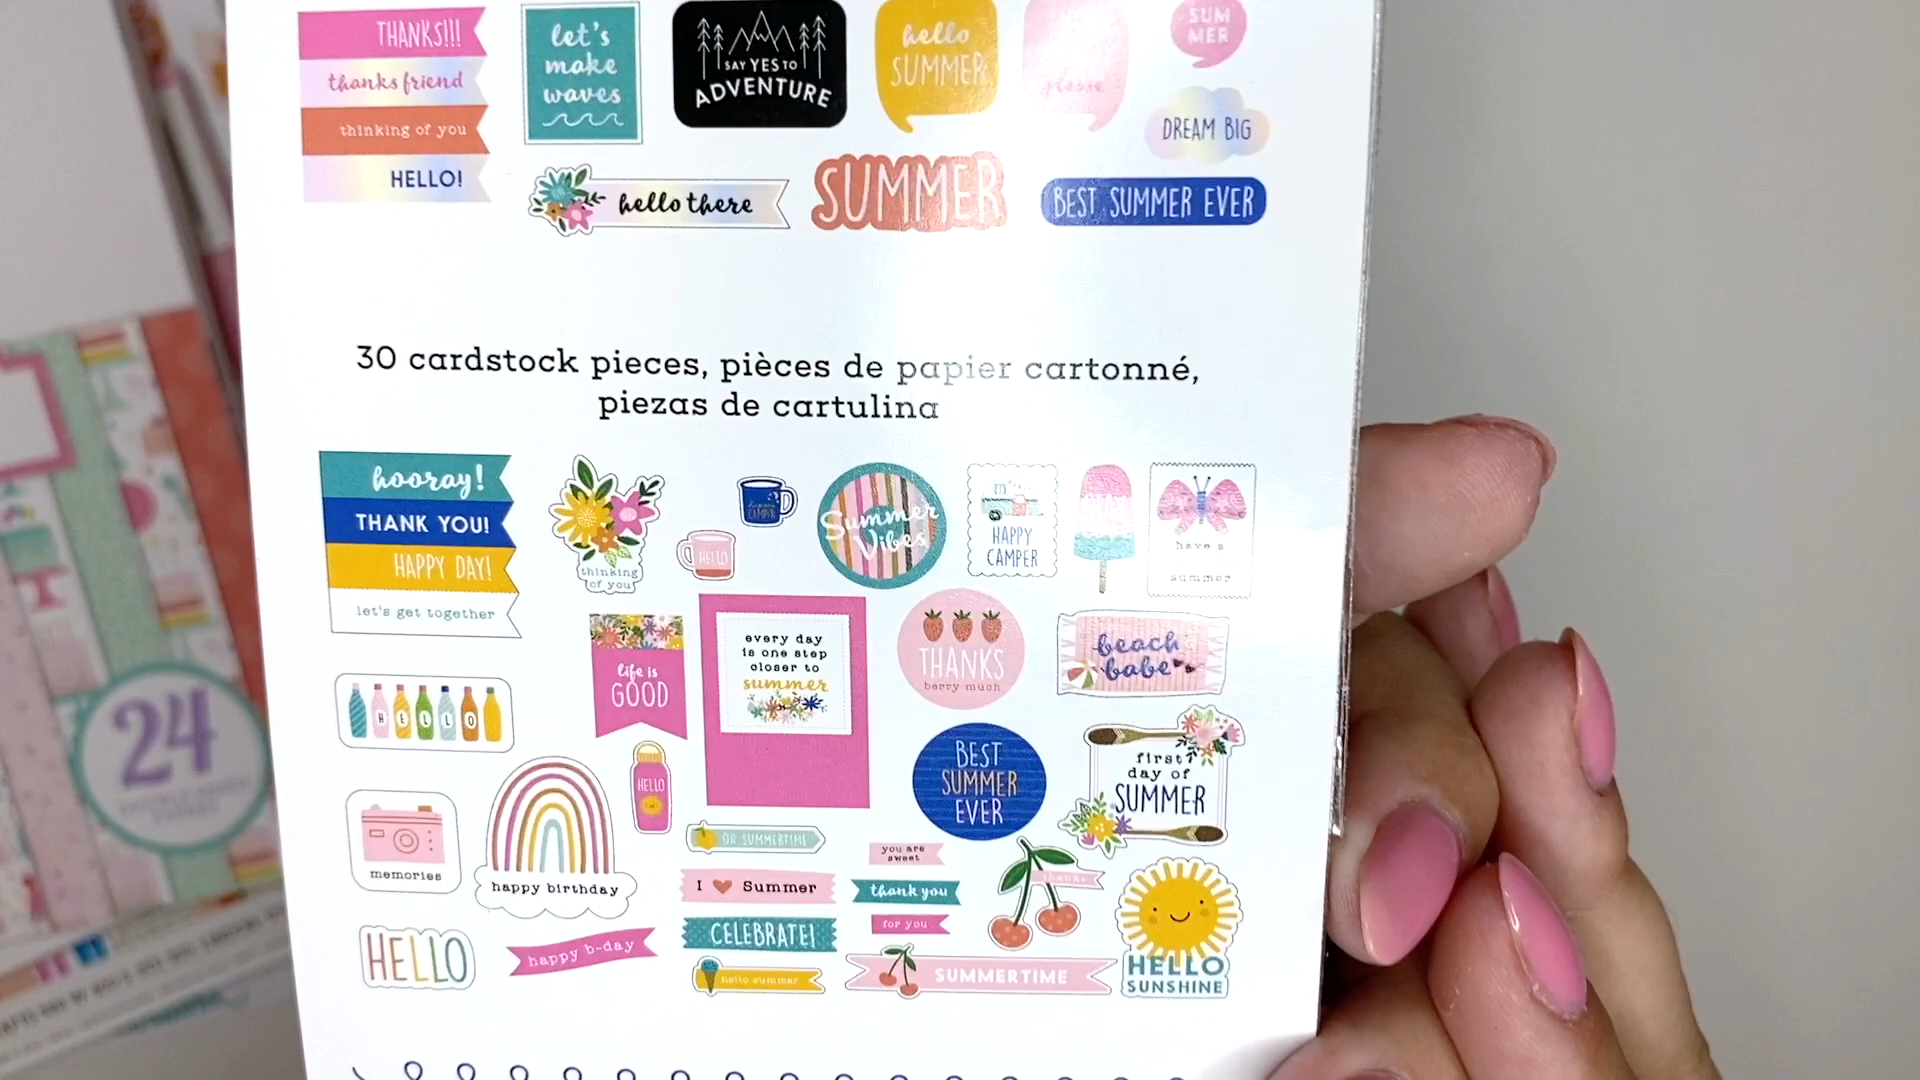 THANKS!!!
thanks friend
thinking of you
HELLO!
let's
make
waves
SAY YES TO
ADVENTURE
hello
SUMMER
please
SUM
MER
DREAM BIG
hello there
SUMMER
BEST SUMMER EVER
30 cardstock pieces, pièces de papier cartonné,
piezas de cartulina
hooray!
THANK YOU!
HAPPY DAY!
let's get together
thinking
of you
HELLO
CAMPER
Summer
Vibes
HAPPY
CAMPER
have a
summer
life is
GOOD
every day
is one step
closer to
summer
THANKS
berry much
beach
babe
HELLO
HELLO
BEST
SUMMER
EVER
first
day of
SUMMER
24
memories
happy birthday
OH SUMMERTIME
I Summer
CELEBRATE!
hello summer
you are
sweet
thank you
for you
thanks
SUMMERTIME
HELLO
happy b-day
HELLO
SUNSHINE